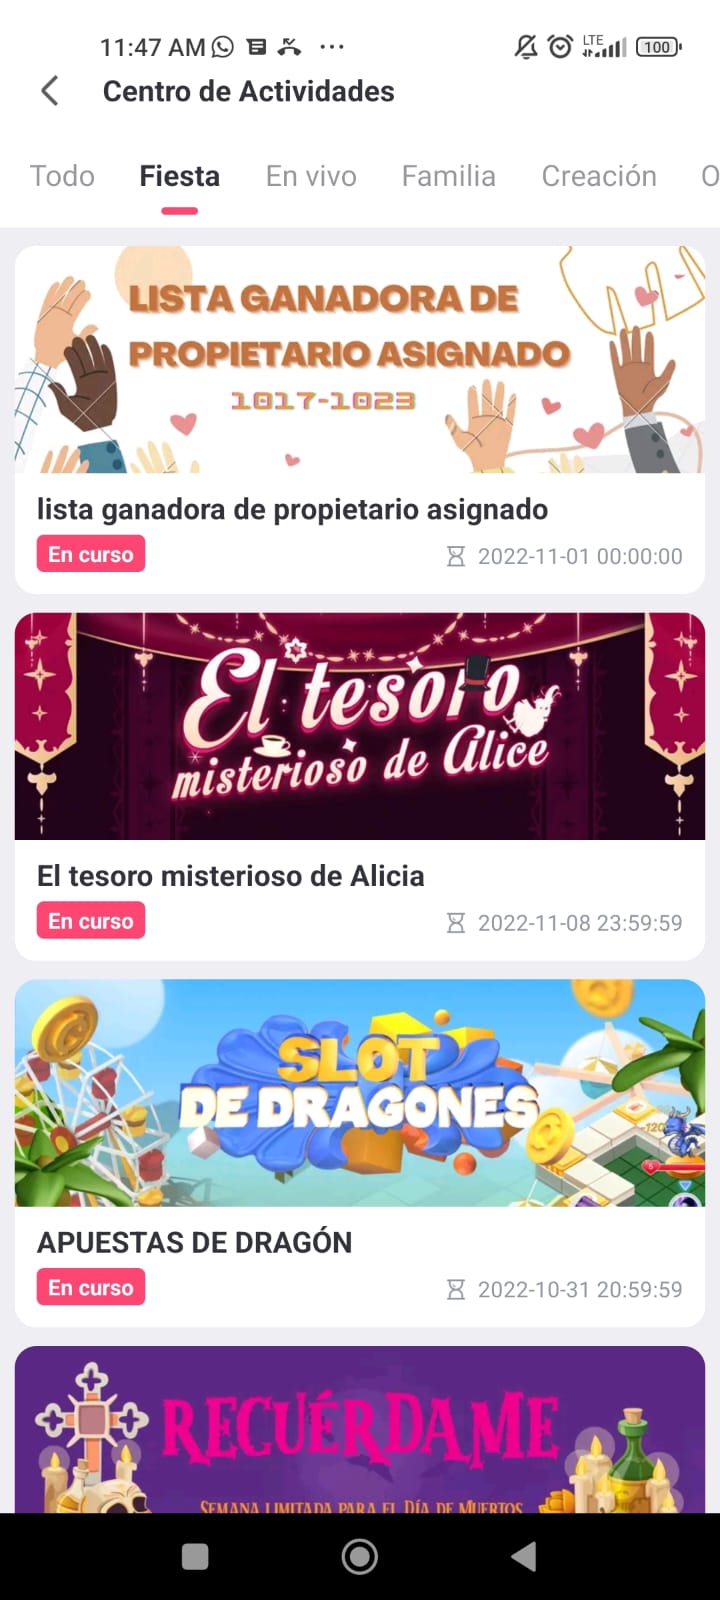 11:47 AM
LTE
100
Centro de Actividades
Todo Fiesta En vivo Familia Creación O
LISTA GANADORA DE
PROPIETARIO ASIGNADO
1017-1023
lista ganadora de propietario asignado
En curso 2022-11-01 00:00:00
El tesoro
misterioso de Alice
El tesoro misterioso de Alicia
En curso 2022-11-08 23:59:59
SLOT
DE DRAGONES
-120
6
APUESTAS DE DRAGÓN
En curso 2022-10-31 20:59:59
RECUÉRDAME
SEMANA LIMITADA PARA EL DÍA DE MUERTOS